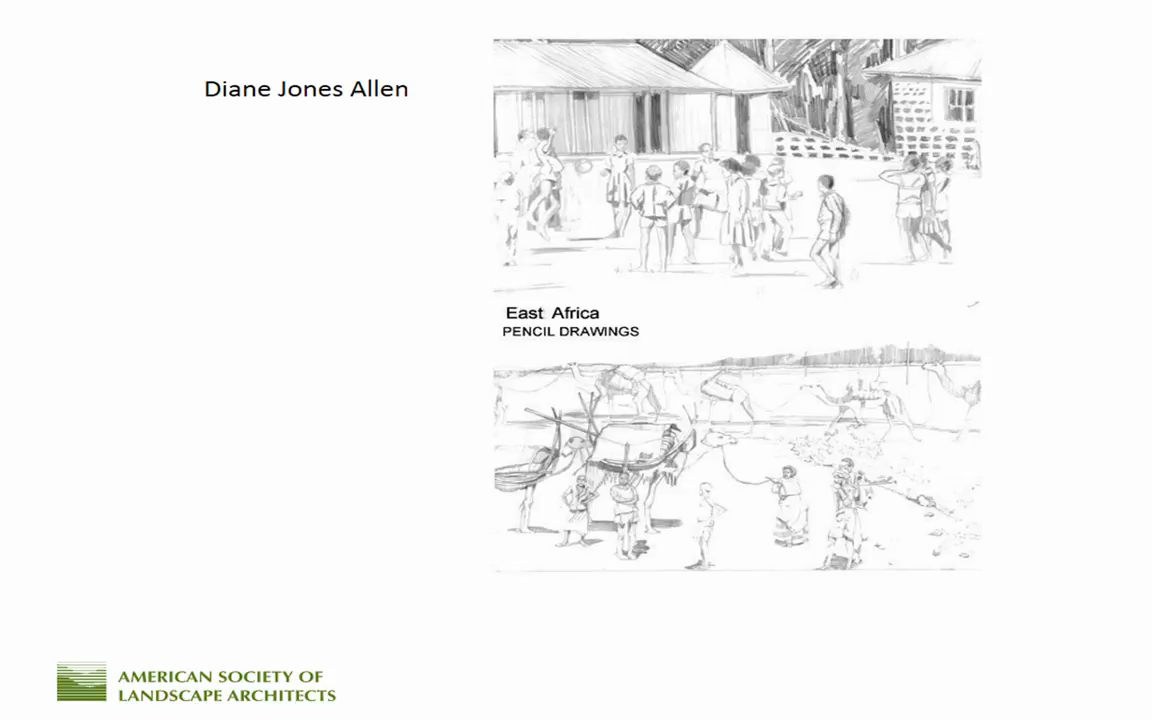 Diane Jones Allen
East Africa
PENCIL DRAWINGS
AMERICAN SOCIETY OF
LANDSCAPE ARCHITECTS